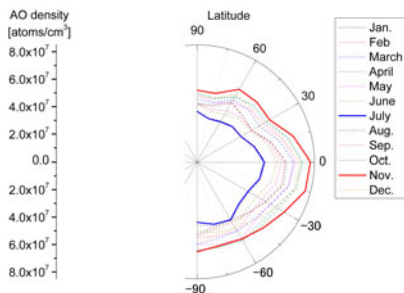 AO density
[atoms/cm³]
8.0x10⁷
6.0x10⁷
4.0x10⁷
2.0x10⁷
0.0
2.0x10⁷
4.0x10⁷
6.0x10⁷
8.0x10⁷
Latitude
90
60
30
0
−30
−60
−90
Jan.
Feb
March
April
May
June
July
Aug.
Sep.
Oct.
Nov.
Dec.